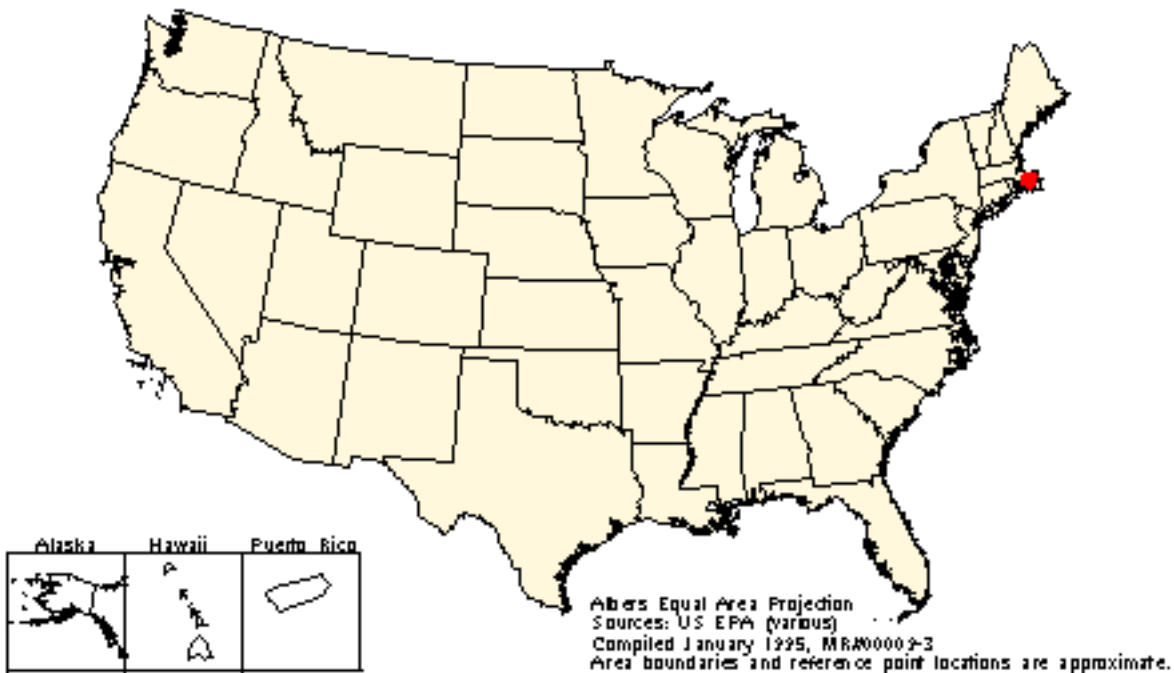 Alaska Hawaii Puerto Rico
Albers Equal Area Projection
Sources: US EPA (various)
Compiled January 1995, MR#00009-3
Area boundaries and reference point locations are approximate.